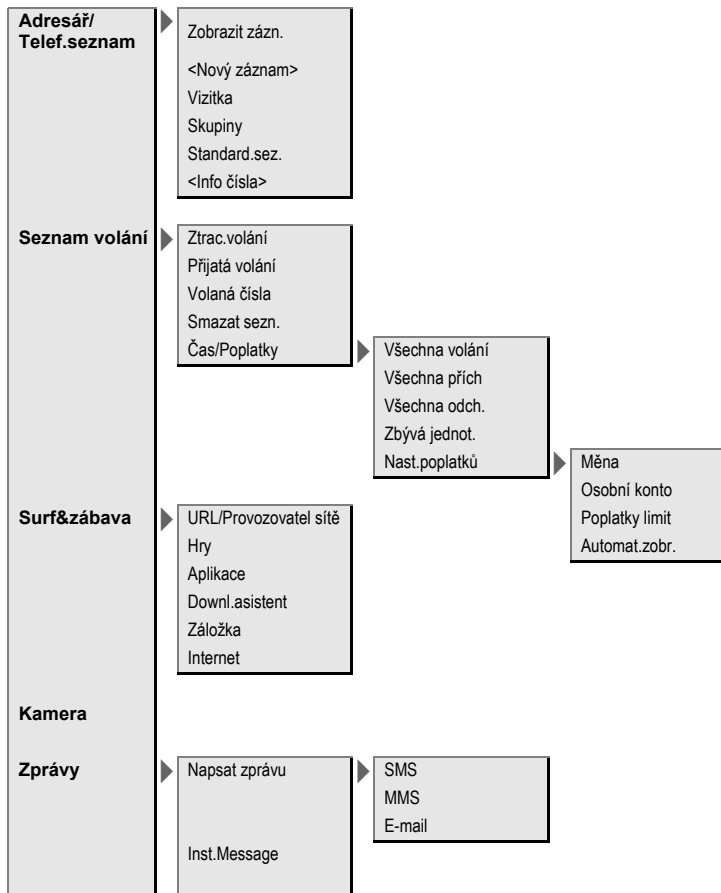 Adresář/
Telef.seznam
Zobrazit zázn.
<Nový záznam>
Vizitka
Skupiny
Standard.sez.
<Info čísla>
Seznam volání
Ztrac.volání
Přijatá volání
Volaná čísla
Smazat sezn.
Čas/Poplatky
Všechna volání
Všechna přích
Všechna odch.
Zbývá jednot.
Nast.poplatků
Měna
Osobní konto
Poplatky limit
Automat.zobr.
Surf&zábava
URL/Provozovatel sítě
Hry
Aplikace
Downl.asistent
Záložka
Internet
Kamera
Zprávy
Napsat zprávu
SMS
MMS
E-mail
Inst.Message